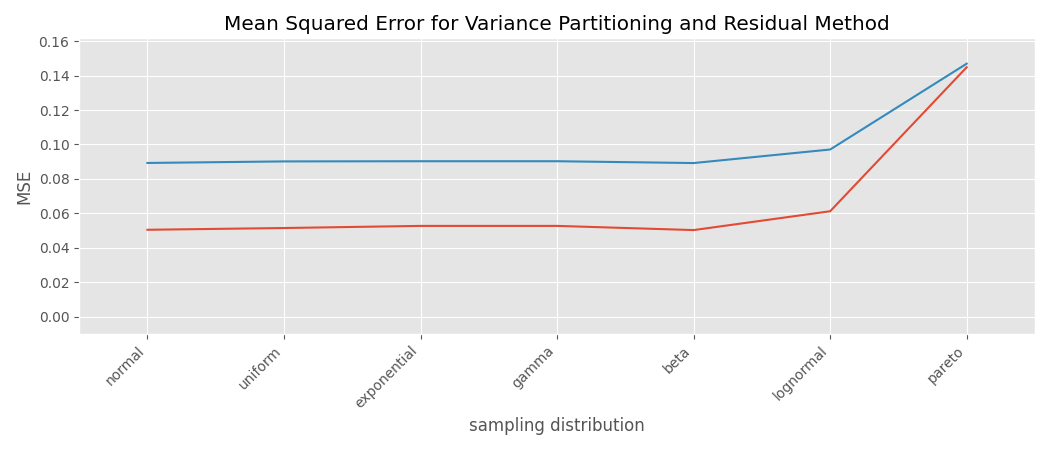 Mean Squared Error for Variance Partitioning and Residual Method
0.16
0.14
0.12
0.10
0.08
0.06
0.04
0.02
0.00
MSE
normal
uniform
exponential
gamma
beta
lognormal
pareto
sampling distribution